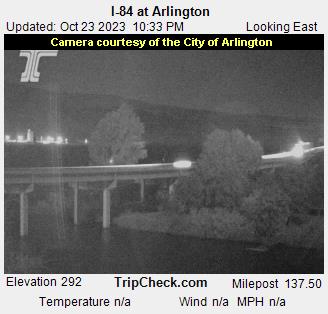 I-84 at Arlington
Updated: Oct 23 2023 10:33 PM Looking East
Camera courtesy of the City of Arlington
Elevation 292 TripCheck.com Milepost 137.50
Temperature n/a Wind n/a MPH n/a